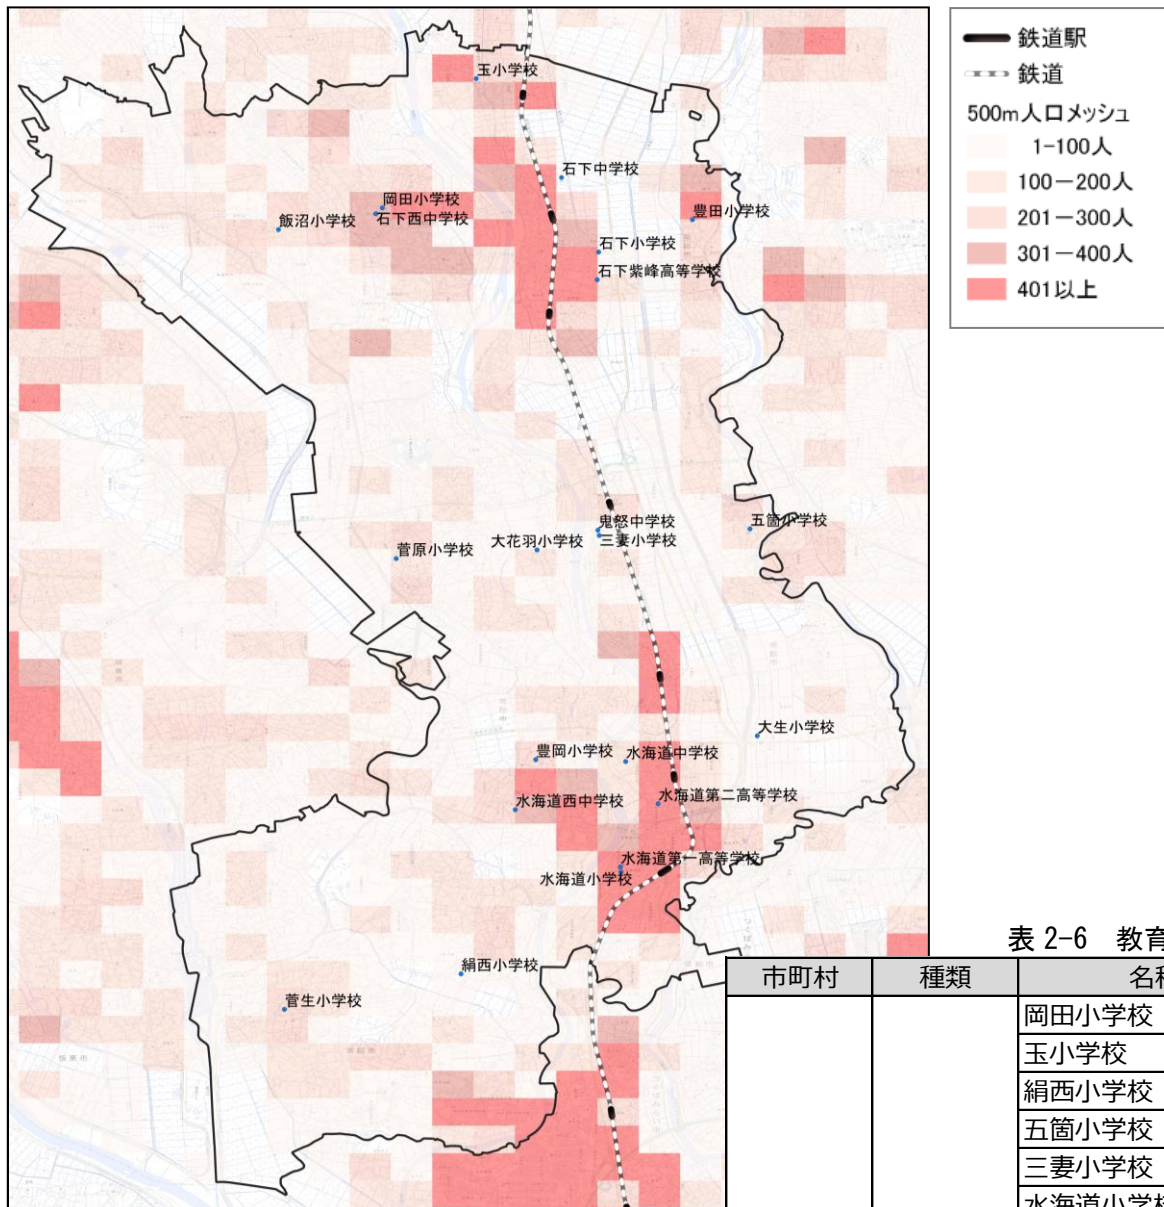 鉄道駅
鉄道
500m人口メッシュ
1-100人
100－200人
201－300人
301－400人
401以上
玉小学校
石下中学校
岡田小学校
石下西中学校
飯沼小学校
豊田小学校
石下小学校
石下紫峰高等学校
鬼怒中学校
三妻小学校
大花羽小学校
五箇小学校
菅原小学校
大生小学校
豊岡小学校
水海道中学校
水海道西中学校
水海道第二高等学校
水海道第一高等学校
水海道小学校
絹西小学校
菅生小学校
表 2-6 教育
市町村 種類 名称
岡田小学校
玉小学校
絹西小学校
五箇小学校
三妻小学校
水海道小学校